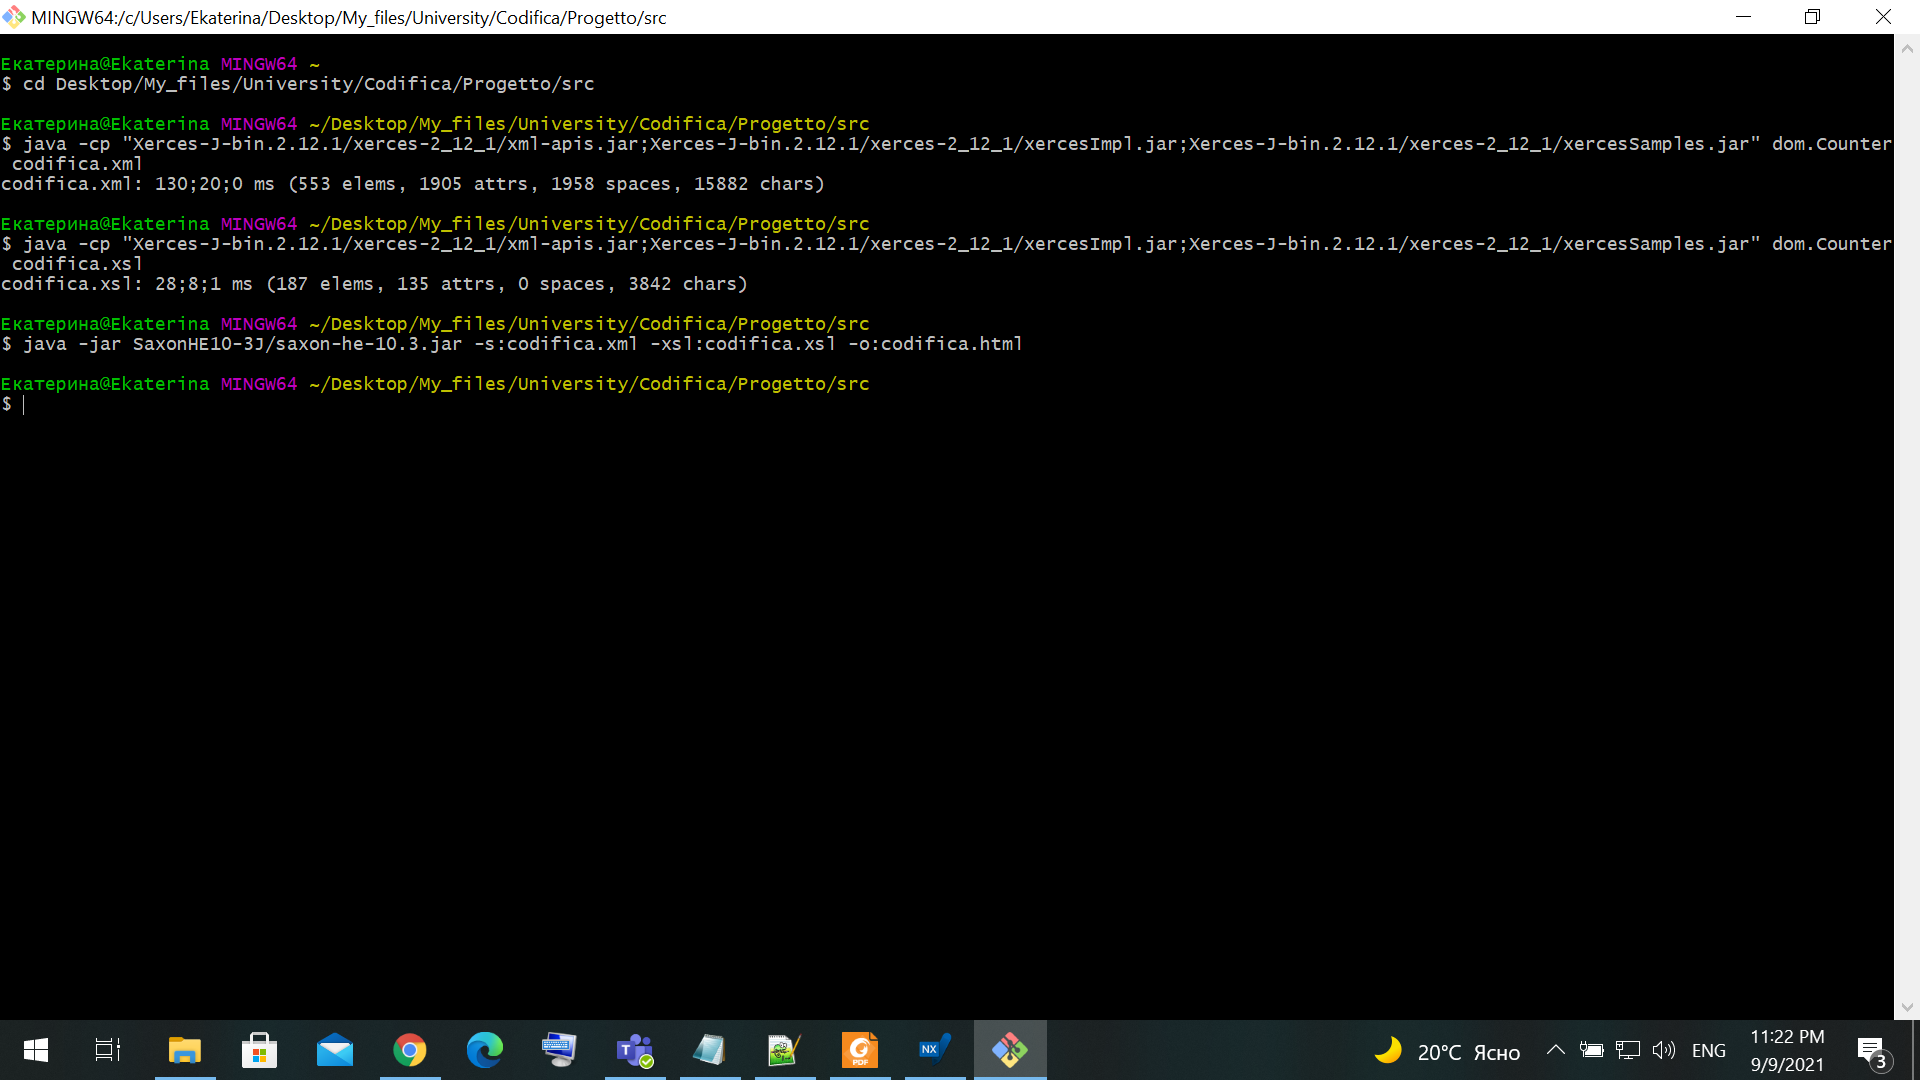 MINGW64:/c/Users/Ekaterina/Desktop/My_files/University/Codifica/Progetto/src
Екатерина@Ekaterina MINGW64 ~
$ cd Desktop/My_files/University/Codifica/Progetto/src
Екатерина@Ekaterina MINGW64 ~/Desktop/My_files/University/Codifica/Progetto/src
$ java -cp "Xerces-J-bin.2.12.1/xerces-2_12_1/xml-apis.jar;Xerces-J-bin.2.12.1/xerces-2_12_1/xercesImpl.jar;Xerces-J-bin.2.12.1/xerces-2_12_1/xercesSamples.jar" dom.Counter
codifica.xml
codifica.xml: 130;20;0 ms (553 elems, 1905 attrs, 1958 spaces, 15882 chars)
Екатерина@Ekaterina MINGW64 ~/Desktop/My_files/University/Codifica/Progetto/src
$ java -cp "Xerces-J-bin.2.12.1/xerces-2_12_1/xml-apis.jar;Xerces-J-bin.2.12.1/xerces-2_12_1/xercesImpl.jar;Xerces-J-bin.2.12.1/xerces-2_12_1/xercesSamples.jar" dom.Counter
codifica.xsl
codifica.xsl: 28;8;1 ms (187 elems, 135 attrs, 0 spaces, 3842 chars)
Екатерина@Ekaterina MINGW64 ~/Desktop/My_files/University/Codifica/Progetto/src
$ java -jar SaxonHE10-3J/saxon-he-10.3.jar -s:codifica.xml -xsl:codifica.xsl -o:codifica.html
Екатерина@Ekaterina MINGW64 ~/Desktop/My_files/University/Codifica/Progetto/src
$
T
PDF
NX
20°C Ясно
ENG
11:22 PM
9/9/2021
3